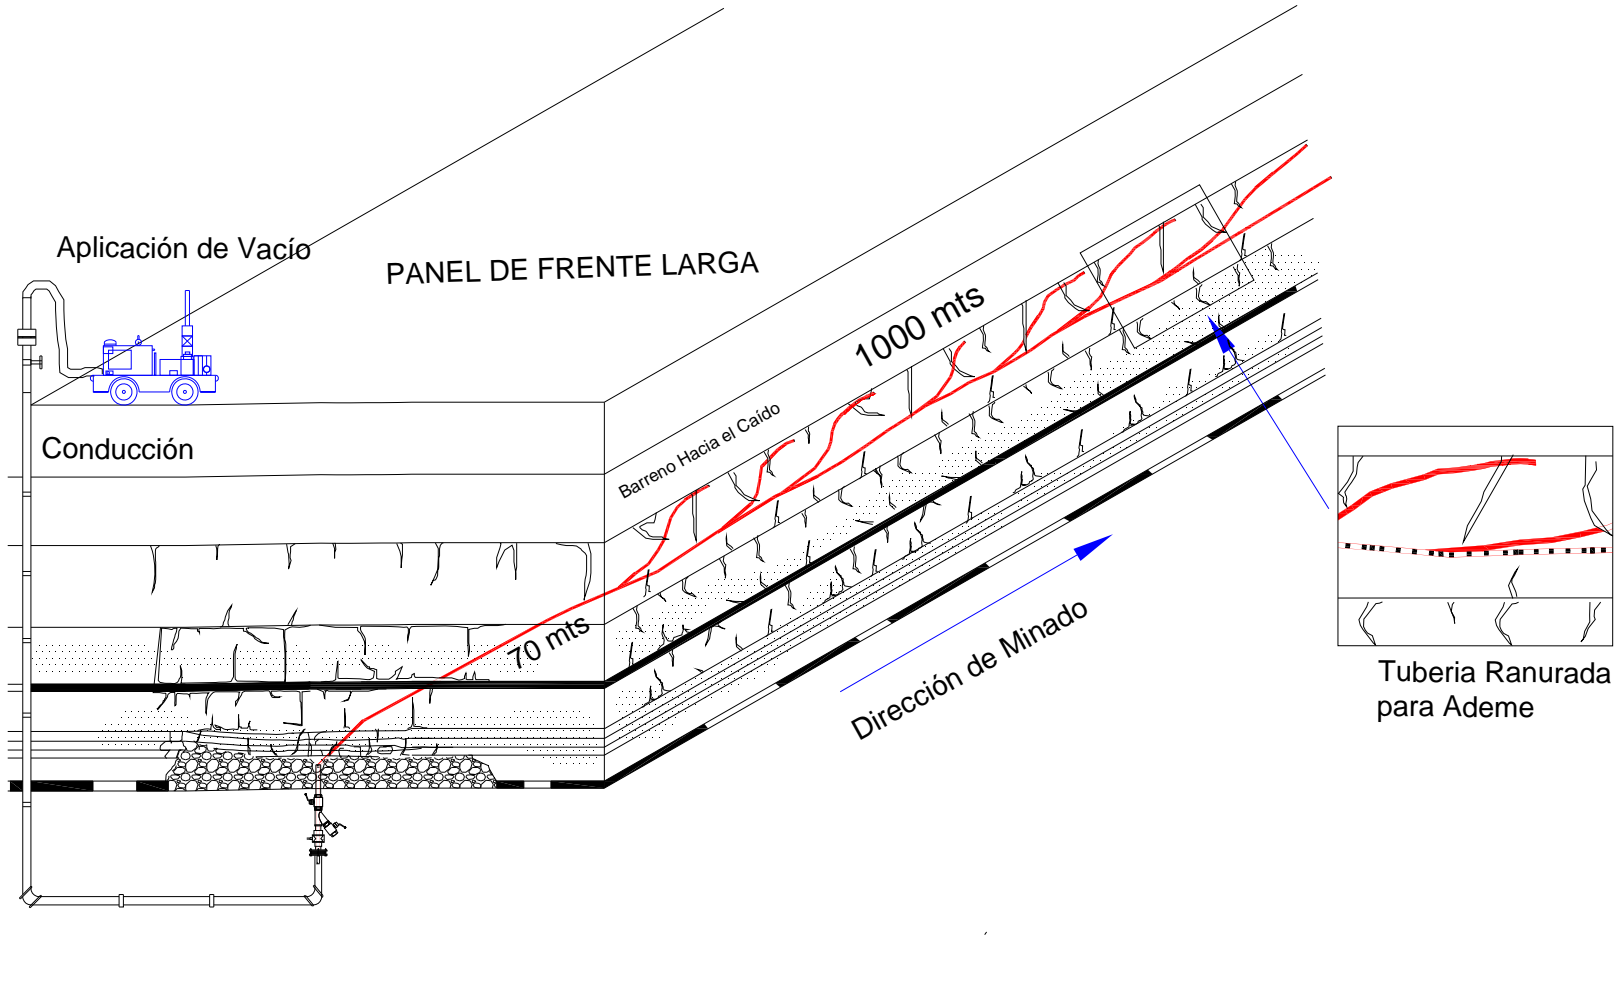 Aplicación de Vacío
PANEL DE FRENTE LARGA
1000 mts
Conducción
Barreno Hacia el Caído
70 mts
Dirección de Minado
Tuberia Ranurada
para Ademe